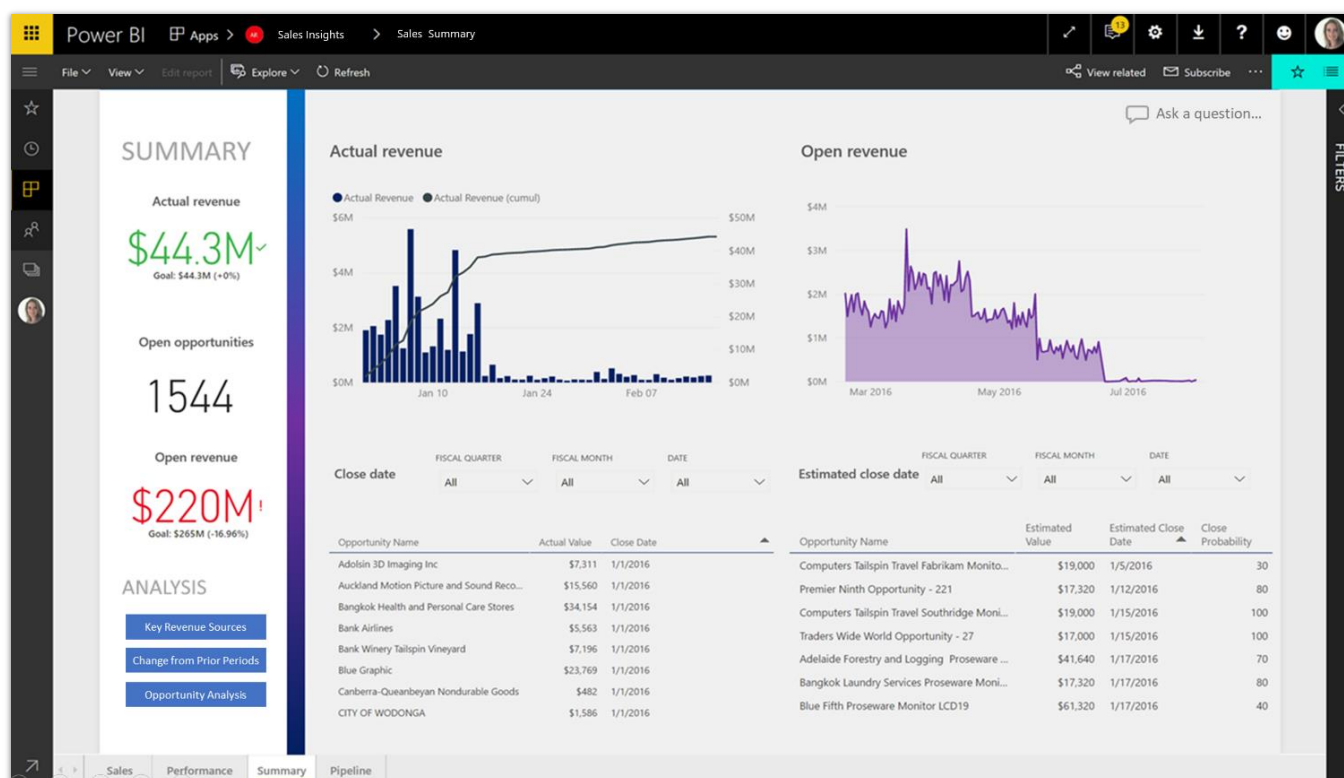 Power BI Apps > AR Sales Insights > Sales Summary 13 ?
File View Edit report Explore Refresh View related Subscribe ...
Ask a question...
FILTERS
SUMMARY
Actual revenue
$44.3M
Goal: $44.3M (+0%)
Open opportunities
1544
Open revenue
$220M!
Goal: $265M (-16.96%)
ANALYSIS
Key Revenue Sources
Change from Prior Periods
Opportunity Analysis
Actual revenue
Actual Revenue Actual Revenue (cumul)
$6M $50M
$40M
$4M
$30M
$2M $20M
$10M
$0M $0M
Jan 10 Jan 24 Feb 07
Open revenue
$4M
$3M
$2M
$1M
$0M
Mar 2016 May 2016 Jul 2016
FISCAL QUARTER FISCAL MONTH DATE
Close date All All All
FISCAL QUARTER FISCAL MONTH DATE
Estimated close date All All All
Opportunity Name Actual Value Close Date
Adolsin 3D Imaging Inc $7,311 1/1/2016
Auckland Motion Picture and Sound Reco... $15,560 1/1/2016
Bangkok Health and Personal Care Stores $34,154 1/1/2016
Bank Airlines $5,563 1/1/2016
Bank Winery Tailspin Vineyard $7,196 1/1/2016
Blue Graphic $23,769 1/1/2016
Canberra-Queanbeyan Nondurable Goods $482 1/1/2016
CITY OF WODONGA $1,586 1/1/2016
Estimated Estimated Close Close
Opportunity Name Value Date Probability
Computers Tailspin Travel Fabrikam Monito... $19,000 1/5/2016 30
Premier Ninth Opportunity - 221 $17,320 1/12/2016 80
Computers Tailspin Travel Southridge Moni... $19,000 1/15/2016 100
Traders Wide World Opportunity - 27 $17,000 1/15/2016 100
Adelaide Forestry and Logging Proseware ... $41,640 1/17/2016 70
Bangkok Laundry Services Proseware Moni... $17,320 1/17/2016 80
Blue Fifth Proseware Monitor LCD19 $61,320 1/17/2016 40
Sales Performance Summary Pipeline